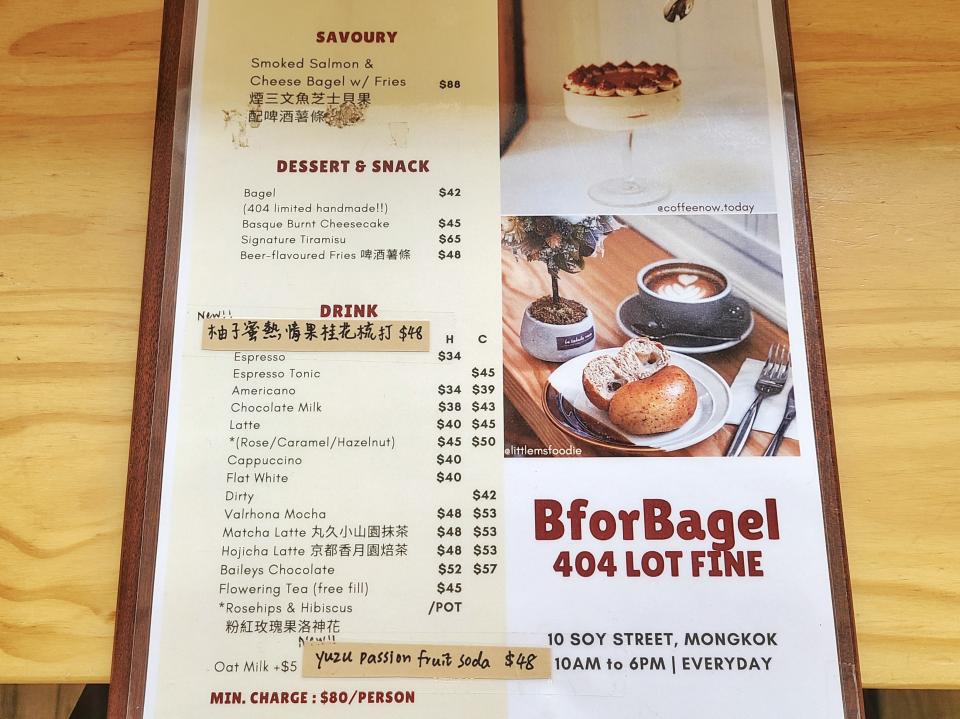 SAVOURY
Smoked Salmon &
Cheese Bagel w/ Fries $88
煙三文魚芝士貝果
配啤酒薯條
DESSERT & SNACK
Bagel $42
(404 limited handmade!!)
Basque Burnt Cheesecake $45
Signature Tiramisu $65
Beer-flavoured Fries 啤酒薯條 $48
DRINK
New!!
柚子蜜熱情果桂花梳打 $48
H C
Espresso $34
Espresso Tonic $45
Americano $34 $39
Chocolate Milk $38 $43
Latte $40 $45
*(Rose/Caramel/Hazelnut) $45 $50
Cappuccino $40
Flat White $40
Dirty $42
Valrhona Mocha $48 $53
Matcha Latte 丸久小山園抹茶 $48 $53
Hojicha Latte 京都香月園焙茶 $48 $53
Baileys Chocolate $52 $57
Flowering Tea (free fill) $45
*Rosehips & Hibiscus /POT
粉紅玫瑰果洛神花
New!!
Oat Milk +$5
yuzu passion fruit soda $48
MIN. CHARGE : $80/PERSON
@coffeenow.today
@littlemsfoodie
BforBagel
404 LOT FINE
10 SOY STREET, MONGKOK
10AM to 6PM | EVERYDAY